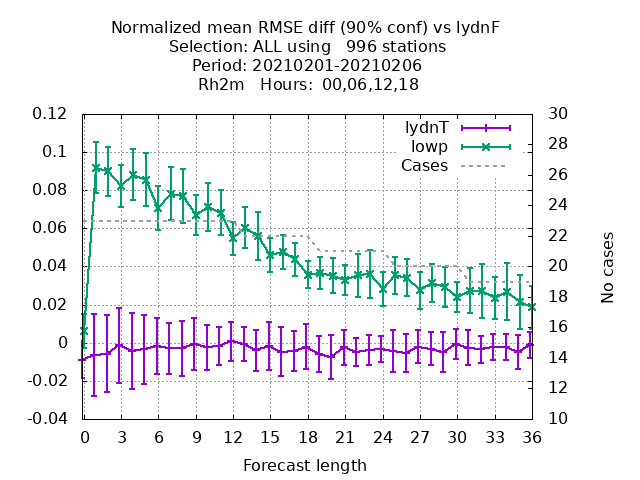 Normalized mean RMSE diff (90% conf) vs lydnF
Selection: ALL using   996 stations
Period: 20210201-20210206
Rh2m   Hours:  00,06,12,18
0.12
0.1
0.08
0.06
0.04
0.02
0
-0.02
-0.04
lydnT
lowp
Cases
30
28
26
24
22
20
18
16
14
12
10
No cases
0 3 6 9 12 15 18 21 24 27 30 33 36
Forecast length